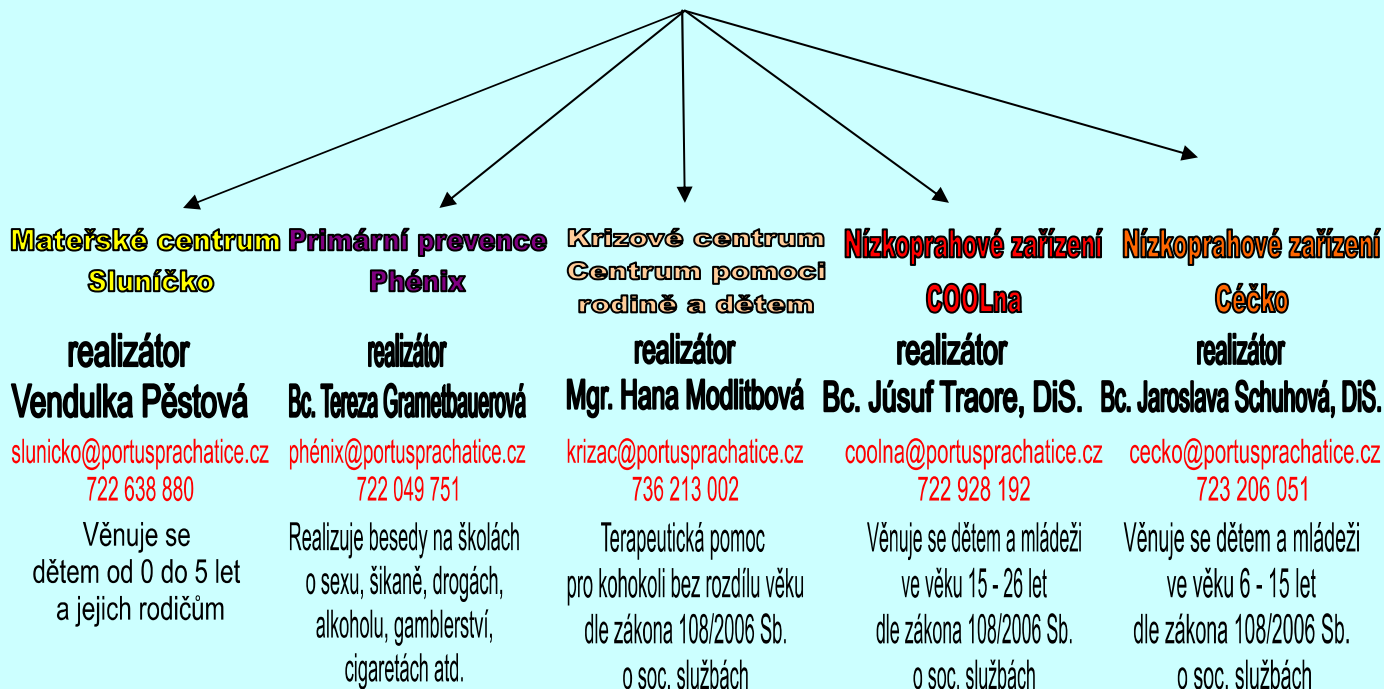 Mateřské centrum
Sluníčko
realizátor
Vendulka Pěstová
slunicko@portusprachatice.cz
722 638 880
Věnuje se
dětem od 0 do 5 let
a jejich rodičům
Primární prevence
Phénix
realizátor
Bc. Tereza Grametbauerová
phénix@portusprachatice.cz
722 049 751
Realizuje besedy na školách
o sexu, šikaně, drogách,
alkoholu, gamblerství,
cigaretách atd.
Krizové centrum
Centrum pomoci
rodině a dětem
realizátor
Mgr. Hana Modlitbová
krizac@portusprachatice.cz
736 213 002
Terapeutická pomoc
pro kohokoli bez rozdílu věku
dle zákona 108/2006 Sb.
o soc. službách
Nízkoprahové zařízení
COOLna
realizátor
Bc. Júsuf Traore, DiS.
coolna@portusprachatice.cz
722 928 192
Věnuje se dětem a mládeži
ve věku 15 - 26 let
dle zákona 108/2006 Sb.
o soc. službách
Nízkoprahové zařízení
Céčko
realizátor
Bc. Jaroslava Schuhová, DiS.
cecko@portusprachatice.cz
723 206 051
Věnuje se dětem a mládeži
ve věku 6 - 15 let
dle zákona 108/2006 Sb.
o soc. službách